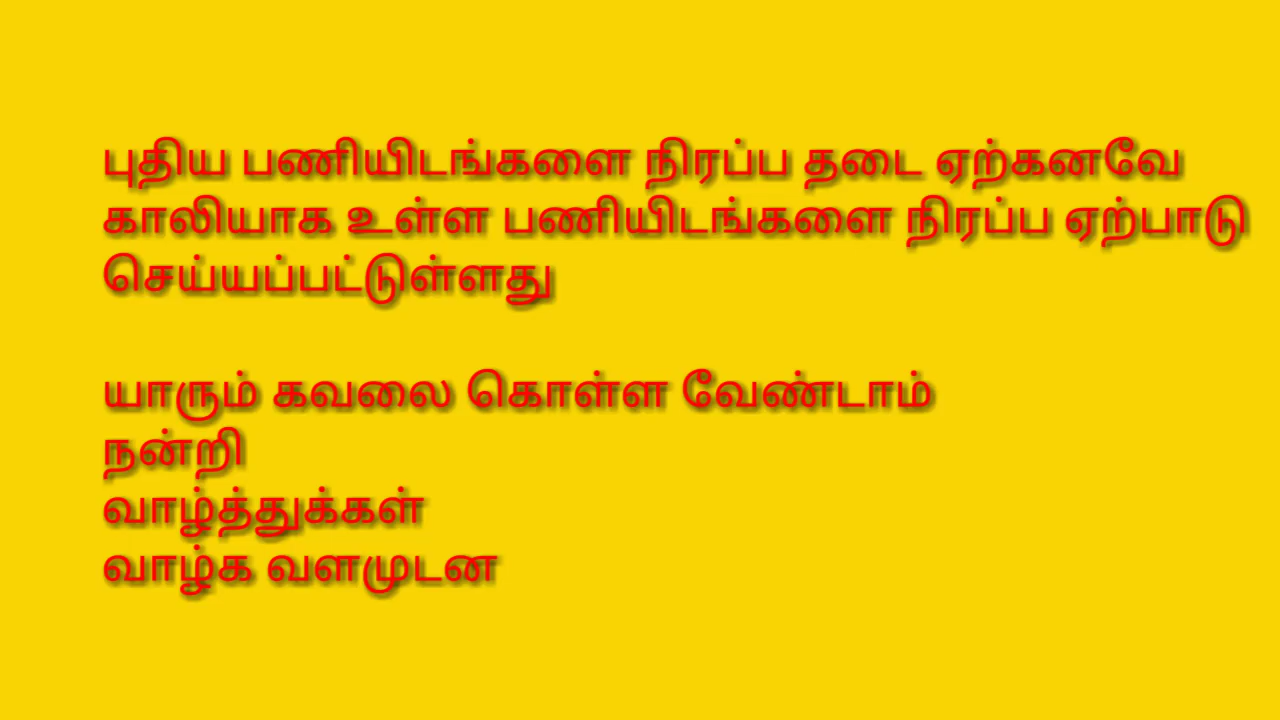 புதிய பணியிடங்களை நிரப்ப தடை ஏற்கனவே
காலியாக உள்ள பணியிடங்களை நிரப்ப ஏற்பாடு
செய்யப்பட்டுள்ளது
யாரும் கவலை கொள்ள வேண்டாம்
நன்றி
வாழ்த்துக்கள்
வாழ்க வளமுடன